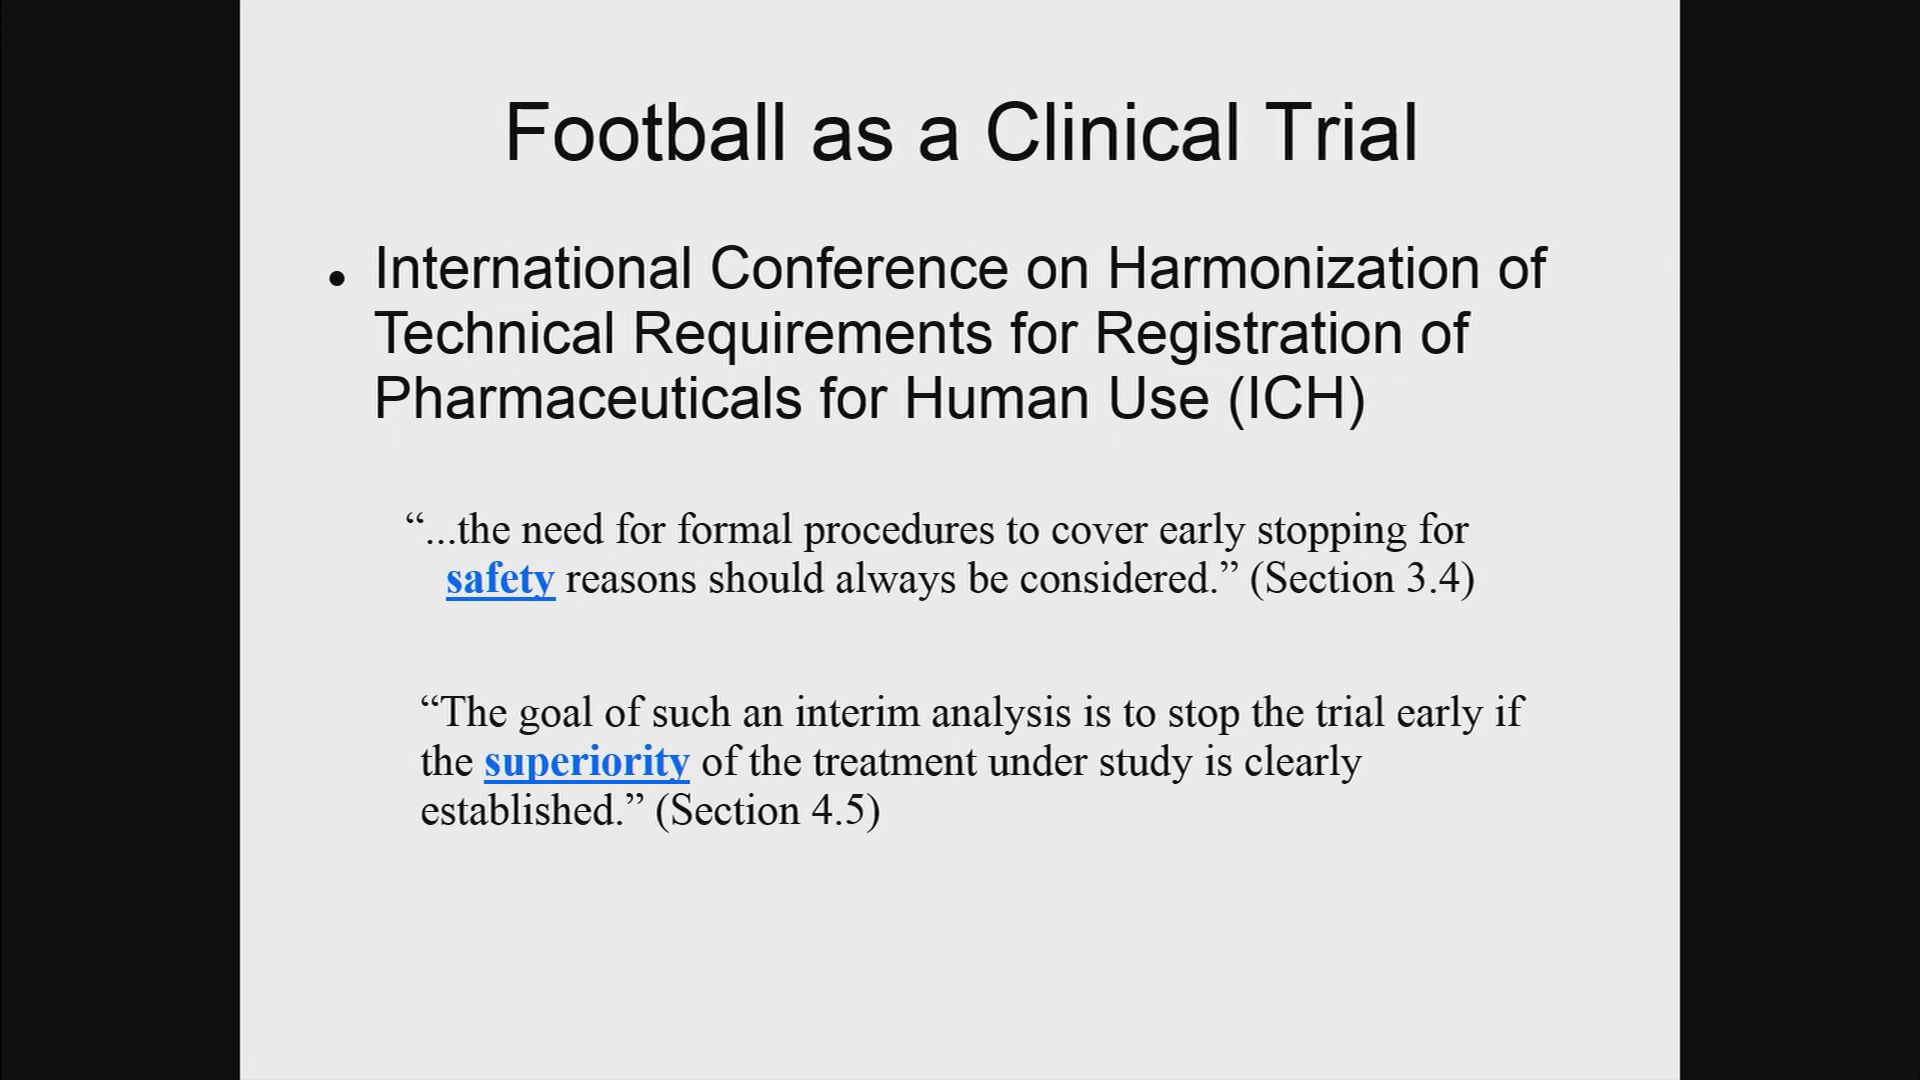 Football as a Clinical Trial
• International Conference on Harmonization of
Technical Requirements for Registration of
Pharmaceuticals for Human Use (ICH)
“...the need for formal procedures to cover early stopping for
safety reasons should always be considered.” (Section 3.4)
“The goal of such an interim analysis is to stop the trial early if
the superiority of the treatment under study is clearly
established.” (Section 4.5)